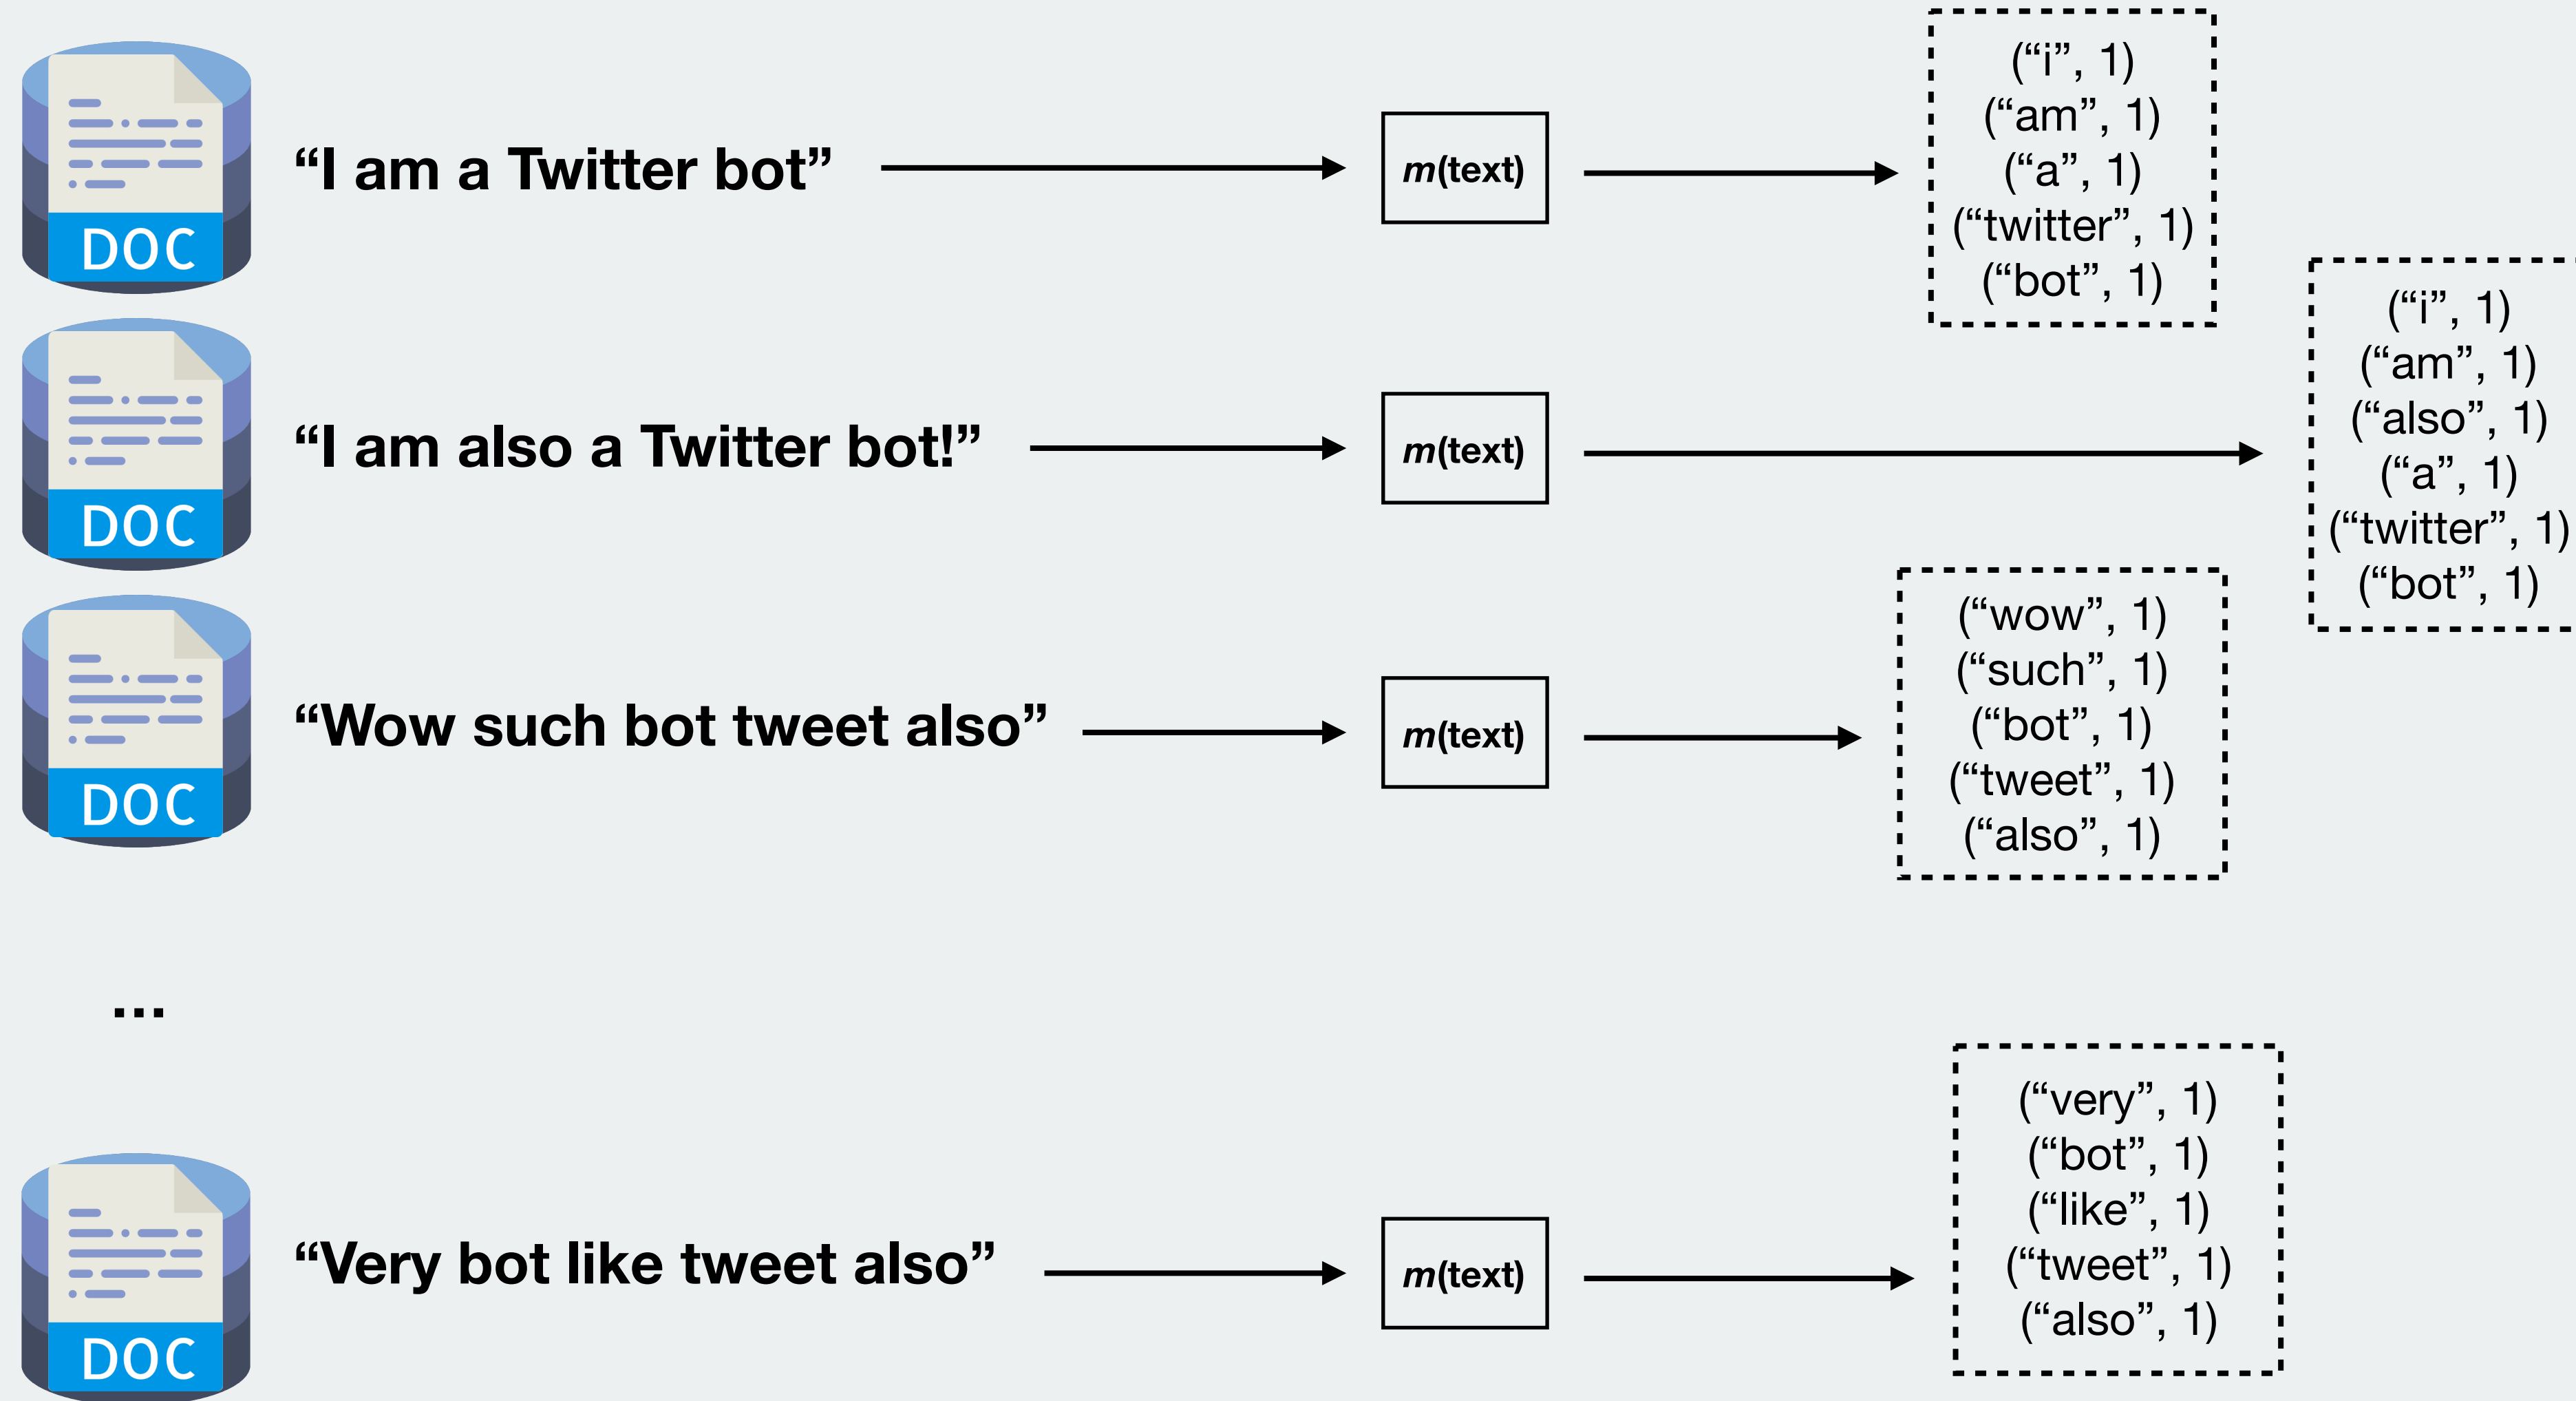 DOC
“I am a Twitter bot”
m(text)
(“i”, 1)
(“am”, 1)
(“a”, 1)
(“twitter”, 1)
(“bot”, 1)
DOC
“I am also a Twitter bot!”
m(text)
(“i”, 1)
(“am”, 1)
(“also”, 1)
(“a”, 1)
(“twitter”, 1)
(“bot”, 1)
DOC
“Wow such bot tweet also”
m(text)
(“wow”, 1)
(“such”, 1)
(“bot”, 1)
(“tweet”, 1)
(“also”, 1)
...
DOC
“Very bot like tweet also”
m(text)
(“very”, 1)
(“bot”, 1)
(“like”, 1)
(“tweet”, 1)
(“also”, 1)